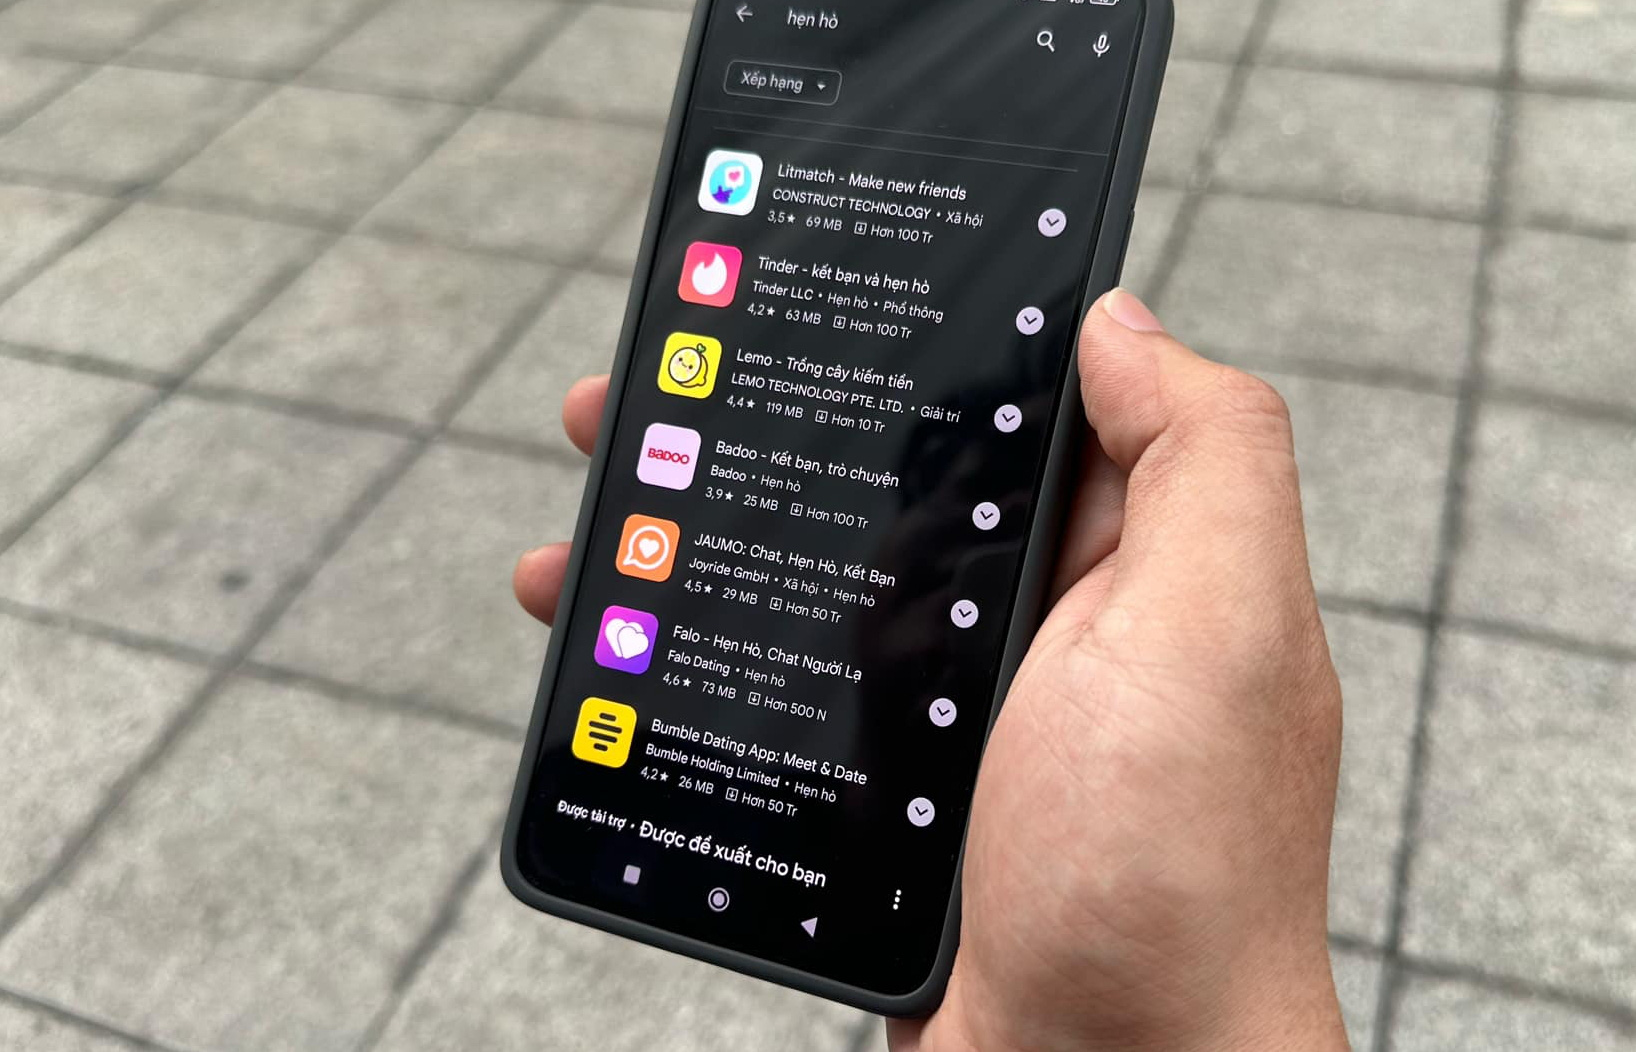 hẹn hò
Xếp hạng
Litmatch - Make new friends
CONSTRUCT TECHNOLOGY • Xã hội
3,5★ 69 MB Hơn 100 Tr
Tinder - kết bạn và hẹn hò
Tinder LLC • Hẹn hò • Phổ thông
4,2★ 63 MB Hơn 100 Tr
Lemo - Trồng cây kiếm tiền
LEMO TECHNOLOGY PTE. LTD. • Giải trí
4,4★ 119 MB Hơn 10 Tr
BADOO
Badoo - Kết bạn, trò chuyện
Badoo • Hẹn hò
3,9★ 25 MB Hơn 100 Tr
JAUMO: Chat, Hẹn Hò, Kết Bạn
Joyride GmbH • Xã hội • Hẹn hò
4,5★ 29 MB Hơn 50 Tr
Falo - Hẹn Hò, Chat Người Lạ
Falo Dating • Hẹn hò
4,6★ 73 MB Hơn 500 N
Bumble Dating App: Meet & Date
Bumble Holding Limited • Hẹn hò
4,2★ 26 MB Hơn 50 Tr
Được tài trợ • Được đề xuất cho bạn